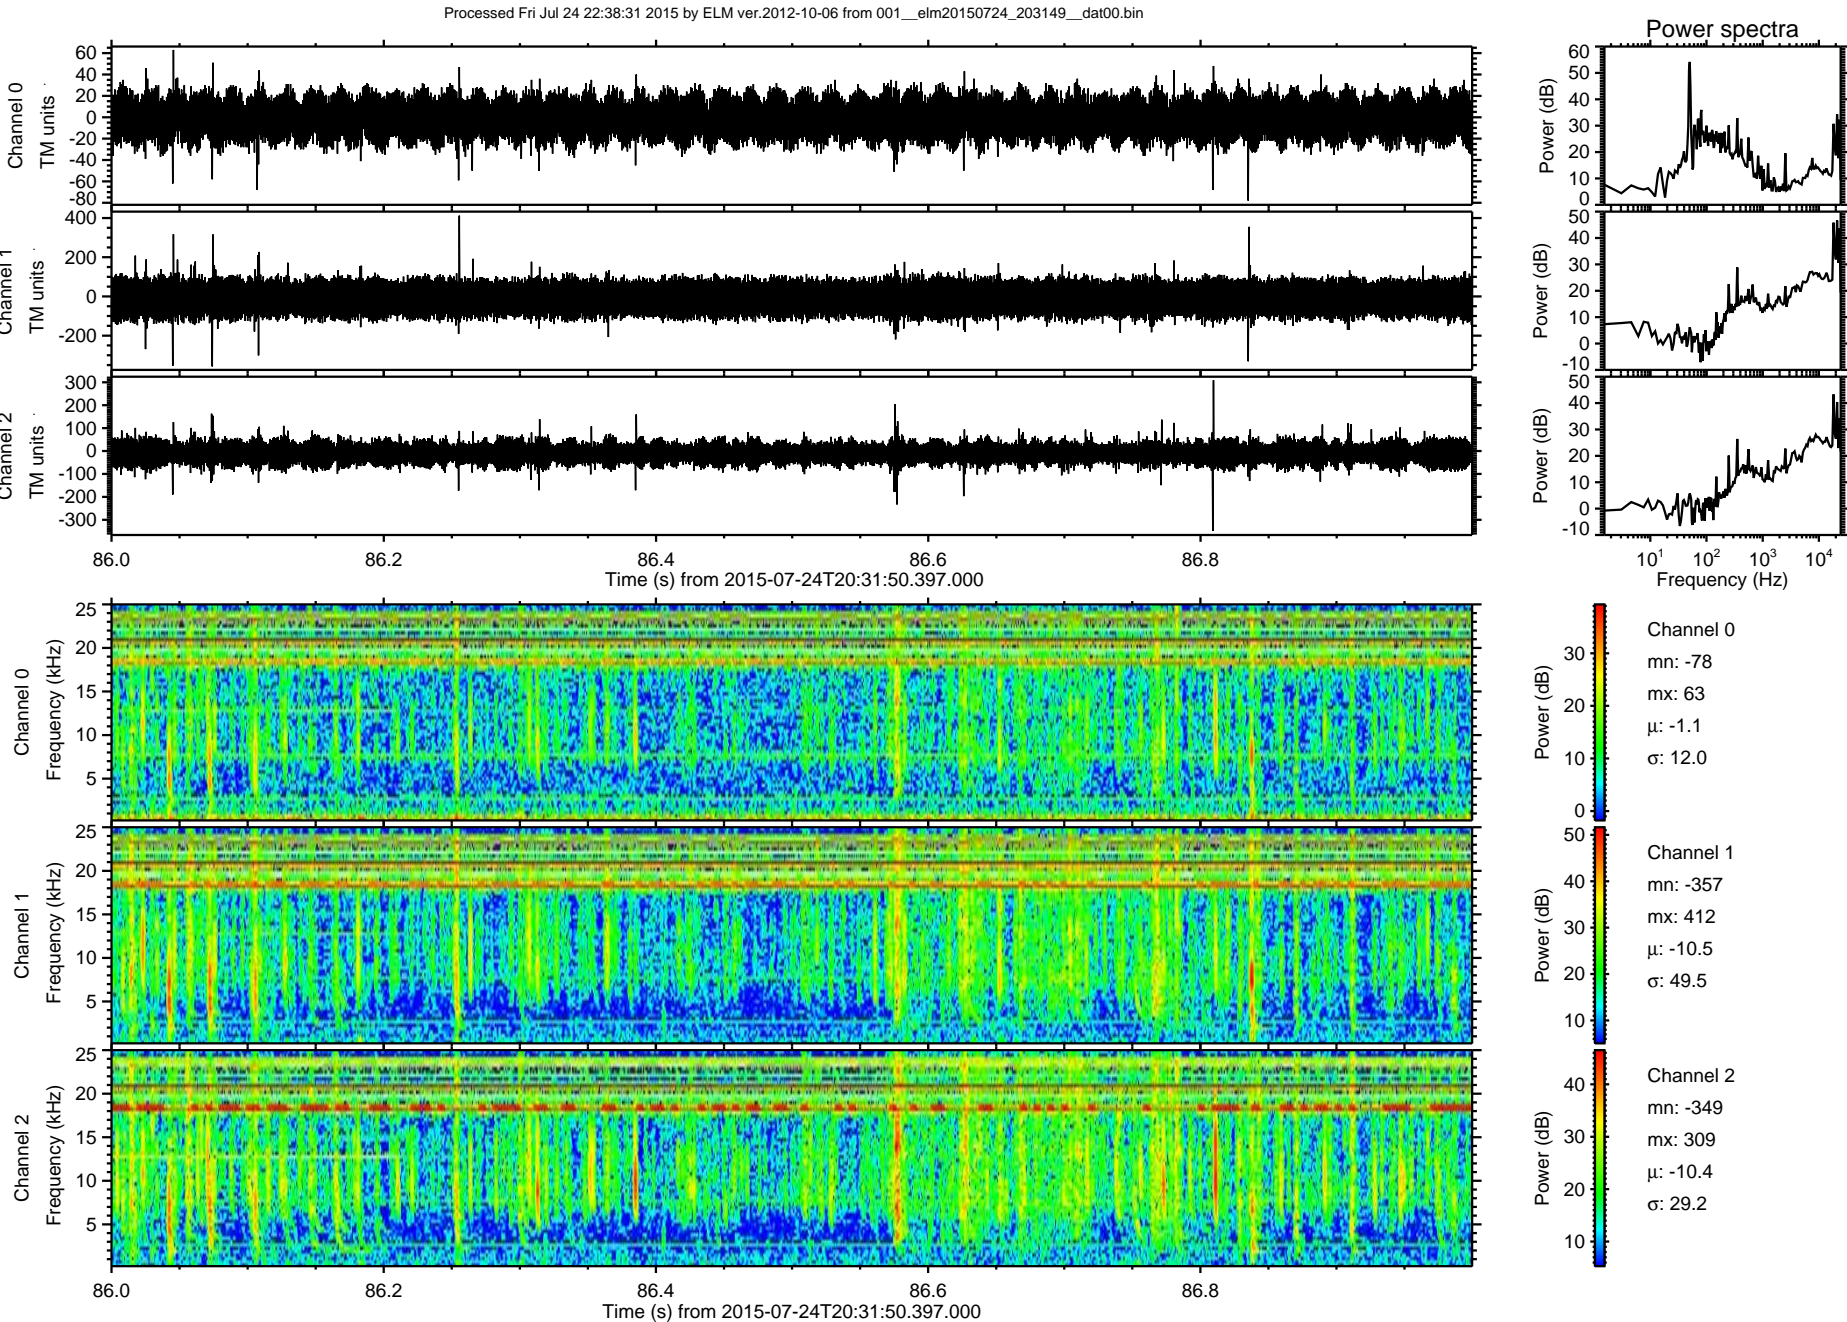 Processed Fri Jul 24 22:38:31 2015 by ELM ver.2012-10-06 from 001__elm20150724_203149__dat00.bin
Power spectra
Channel 0
TM units
60
40
20
0
-20
-40
-60
-80
Power (dB)
60
50
40
30
20
10
0
Channel 1
TM units
400
200
0
-200
Power (dB)
50
40
30
20
10
0
-10
Channel 2
TM units
300
200
100
0
-100
-200
-300
Power (dB)
50
40
30
20
10
0
-10
86.0 86.2 86.4 86.6 86.8
Time (s) from 2015-07-24T20:31:50.397.000
10^1 10^2 10^3 10^4
Frequency (Hz)
Channel 0
Frequency (kHz)
25
20
15
10
5
Power (dB)
30
20
10
0
Channel 0
mn: -78
mx: 63
μ: -1.1
σ: 12.0
Channel 1
Frequency (kHz)
25
20
15
10
5
Power (dB)
50
40
30
20
10
Channel 1
mn: -357
mx: 412
μ: -10.5
σ: 49.5
Channel 2
Frequency (kHz)
25
20
15
10
5
Power (dB)
40
30
20
10
Channel 2
mn: -349
mx: 309
μ: -10.4
σ: 29.2
86.0 86.2 86.4 86.6 86.8
Time (s) from 2015-07-24T20:31:50.397.000